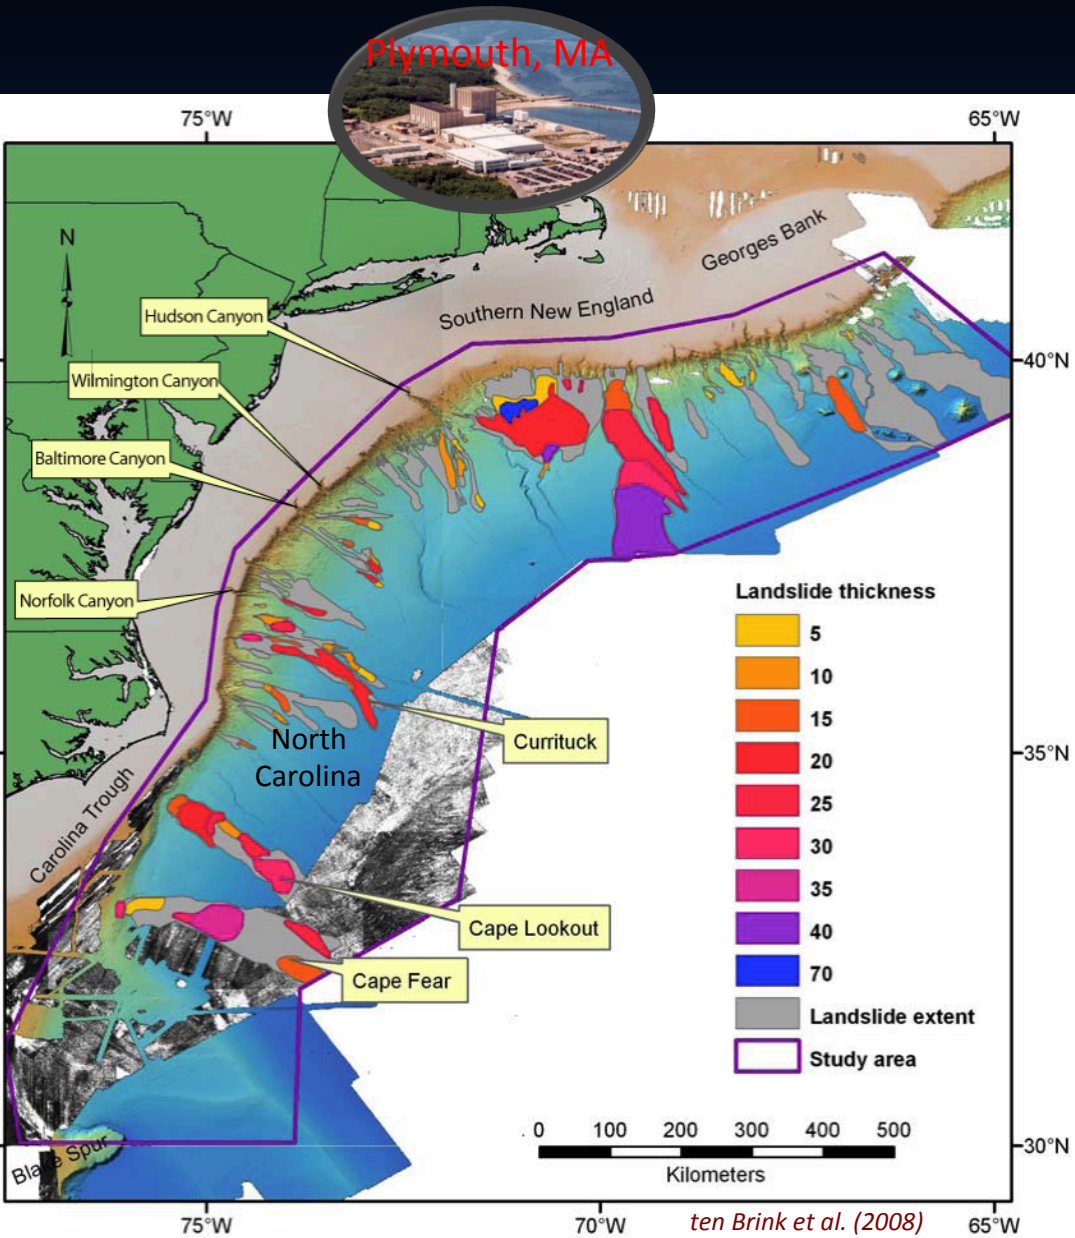 Plymouth, MA
75°W
65°W
N
Georges Bank
Hudson Canyon
Southern New England
40°N
Wilmington Canyon
Baltimore Canyon
Norfolk Canyon
Landslide thickness
5
10
15
20
25
30
35
40
70
Landslide extent
Study area
Currituck
North
Carolina
35°N
Carolina Trough
Cape Lookout
Cape Fear
0 100 200 300 400 500
Kilometers
30°N
Blake Spur
75°W
70°W
65°W
ten Brink et al. (2008)